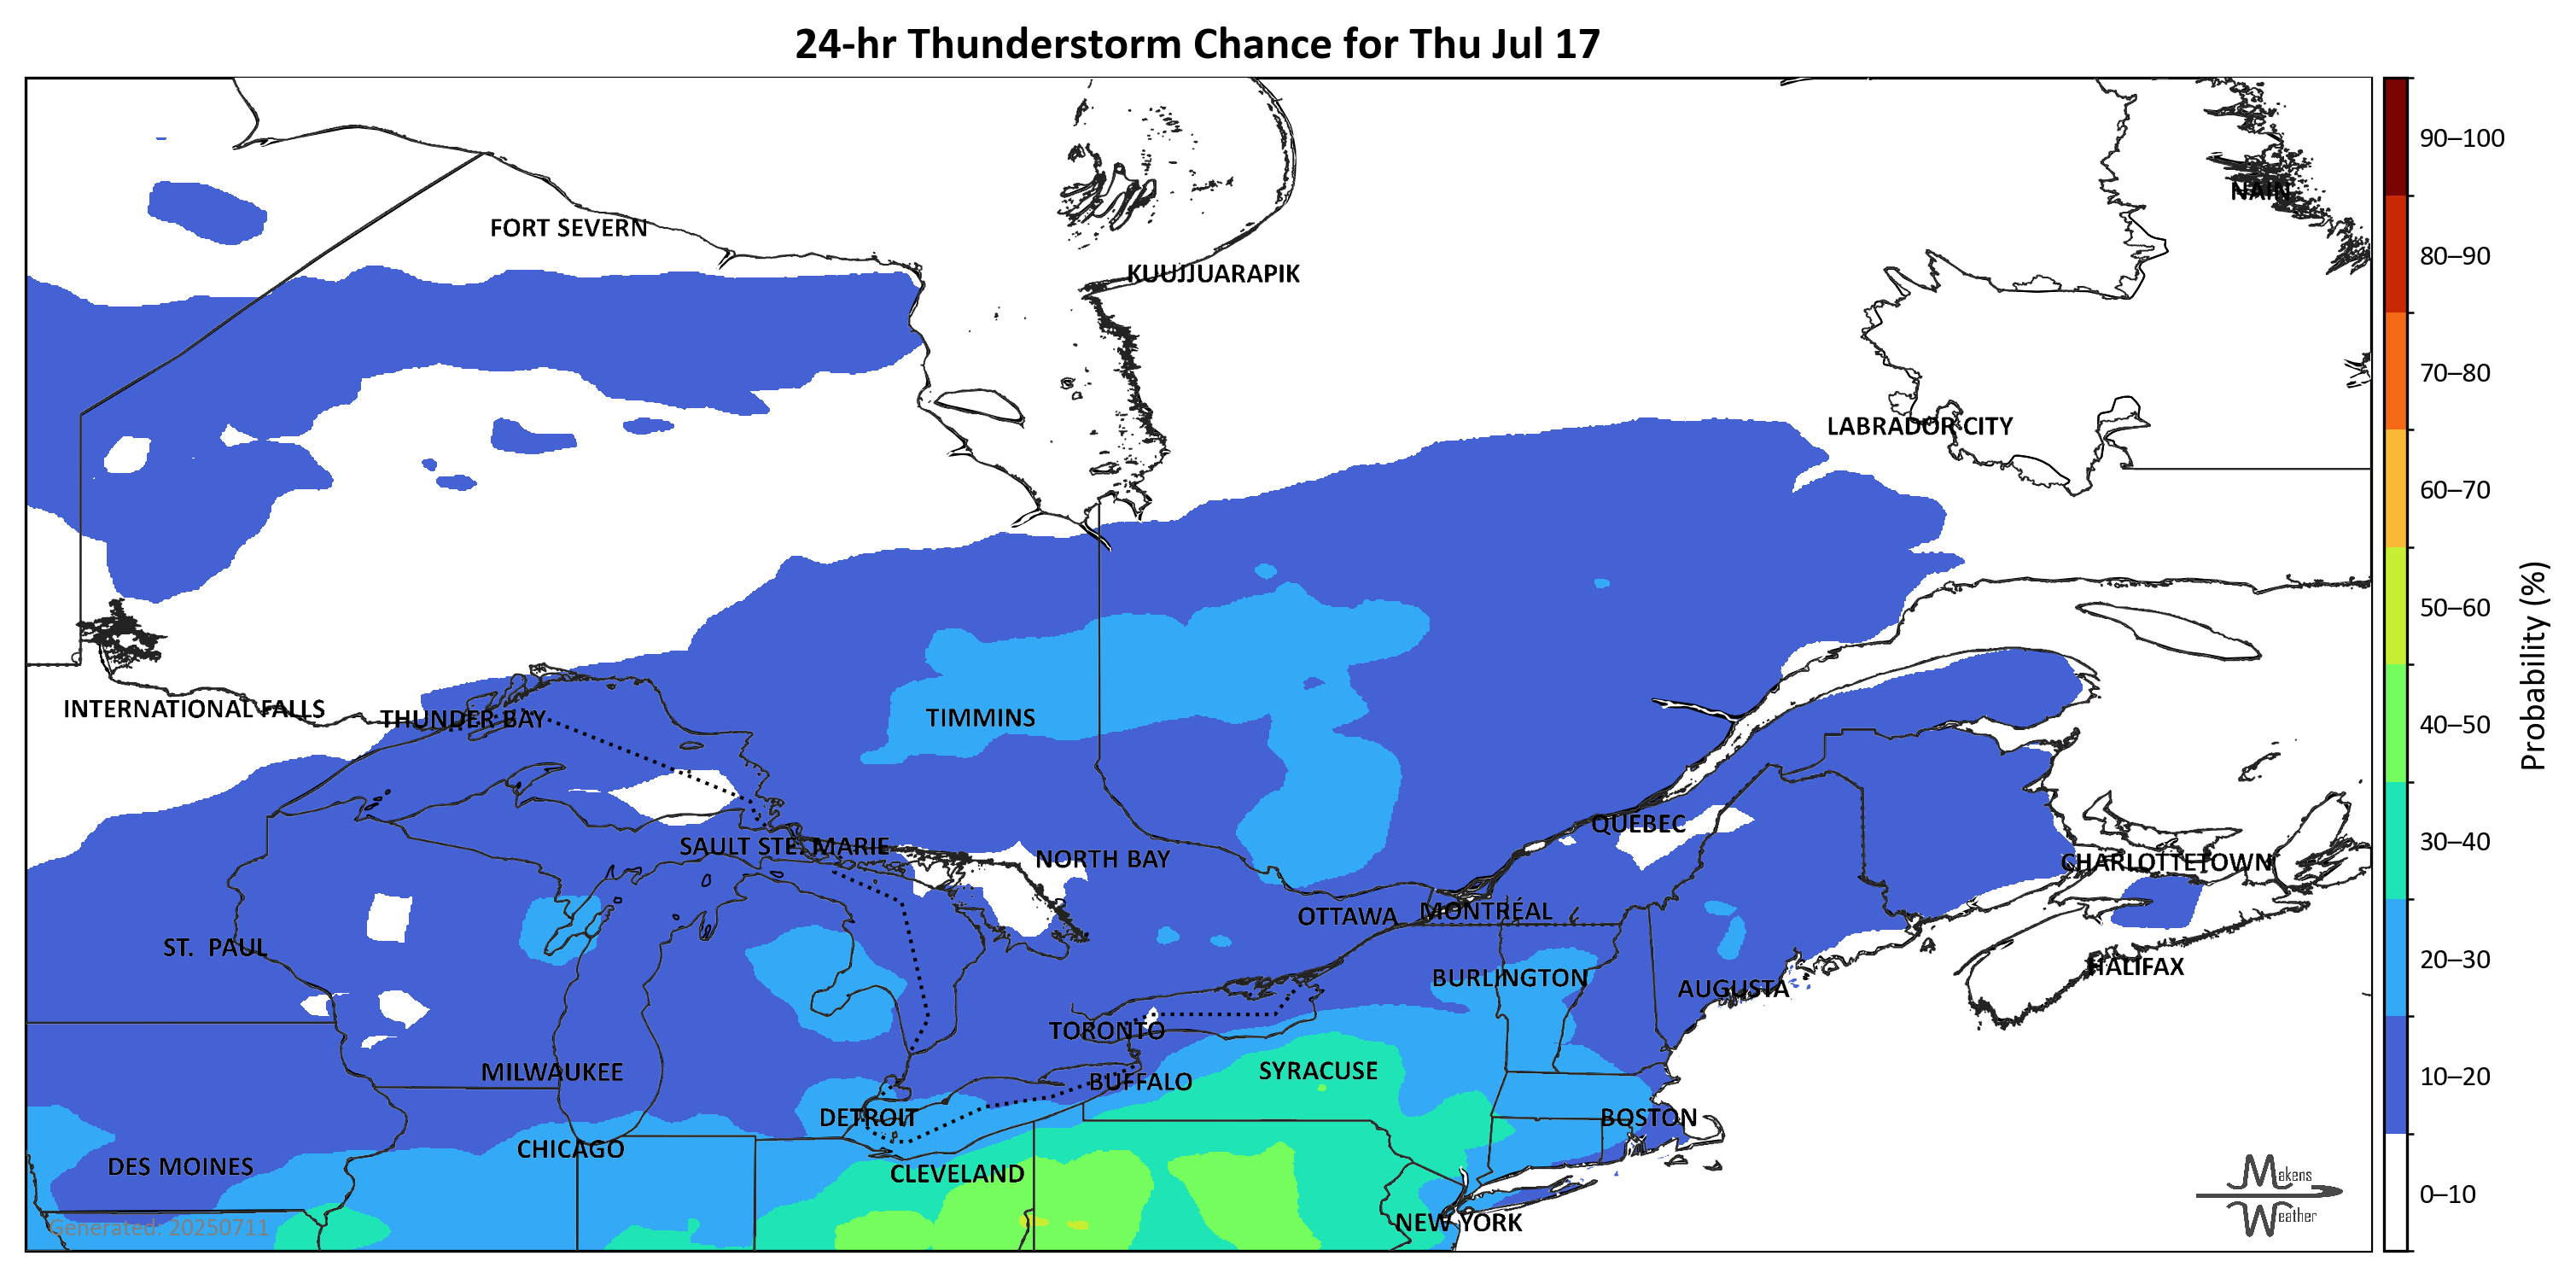 24-hr Thunderstorm Chance for Thu Jul 17
90–100
NAIN
FORT SEVERN
80–90
KUUJJUARAPIK
70–80
LABRADOR CITY
60–70
50–60
Probability (%)
INTERNATIONAL FALLS
THUNDER BAY
TIMMINS
40–50
QUEBEC
SAULT STE. MARIE
NORTH BAY
CHARLOTTETOWN
30–40
OTTAWA
MONTRÉAL
ST. PAUL
BURLINGTON
AUGUSTA
HALIFAX
20–30
TORONTO
MILWAUKEE
BUFFALO
SYRACUSE
10–20
DETROIT
BOSTON
CHICAGO
DES MOINES
CLEVELAND
Makens
Weather
0–10
Generated: 20250711
NEW YORK